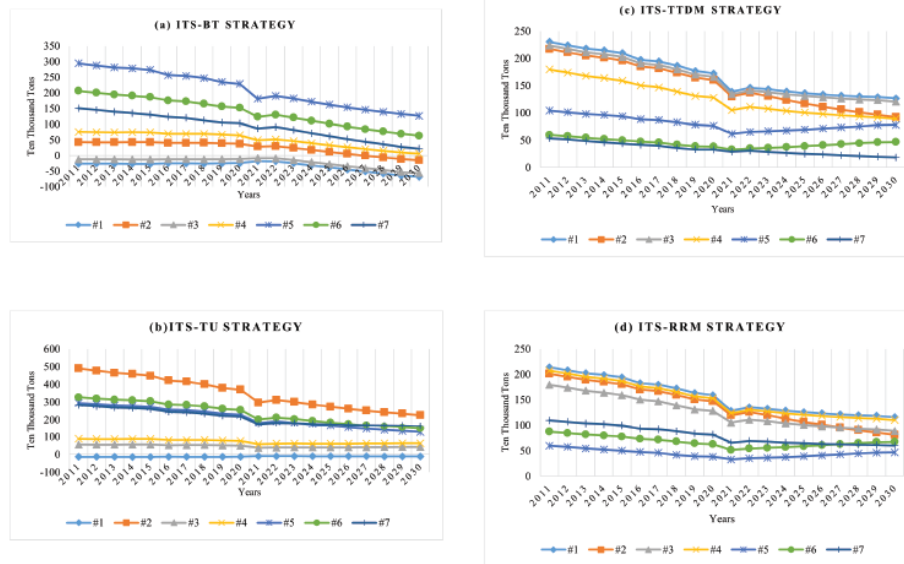 (a) ITS-BT STRATEGY
350
300
250
200
150
100
50
0
-50
-100
Ten Thousand Tons
2011 2012 2013 2014 2015 2016 2017 2018 2019 2020 2021 2022 2023 2024 2025 2026 2027 2028 2029 2030
Years
#1 #2 #3 #4 #5 #6 #7
(c) ITS-TTDM STRATEGY
250
200
150
100
50
0
Ten Thousand Tons
2011 2012 2013 2014 2015 2016 2017 2018 2019 2020 2021 2022 2023 2024 2025 2026 2027 2028 2029 2030
Years
#1 #2 #3 #4 #5 #6 #7
(b)ITS-TU STRATEGY
600
500
400
300
200
100
0
-100
Ten Thousand Tons
2011 2012 2013 2014 2015 2016 2017 2018 2019 2020 2021 2022 2023 2024 2025 2026 2027 2028 2029 2030
Years
#1 #2 #3 #4 #5 #6 #7
(d) ITS-RRM STRATEGY
250
200
150
100
50
0
Ten Thousand Tons
2011 2012 2013 2014 2015 2016 2017 2018 2019 2020 2021 2022 2023 2024 2025 2026 2027 2028 2029 2030
Years
#1 #2 #3 #4 #5 #6 #7